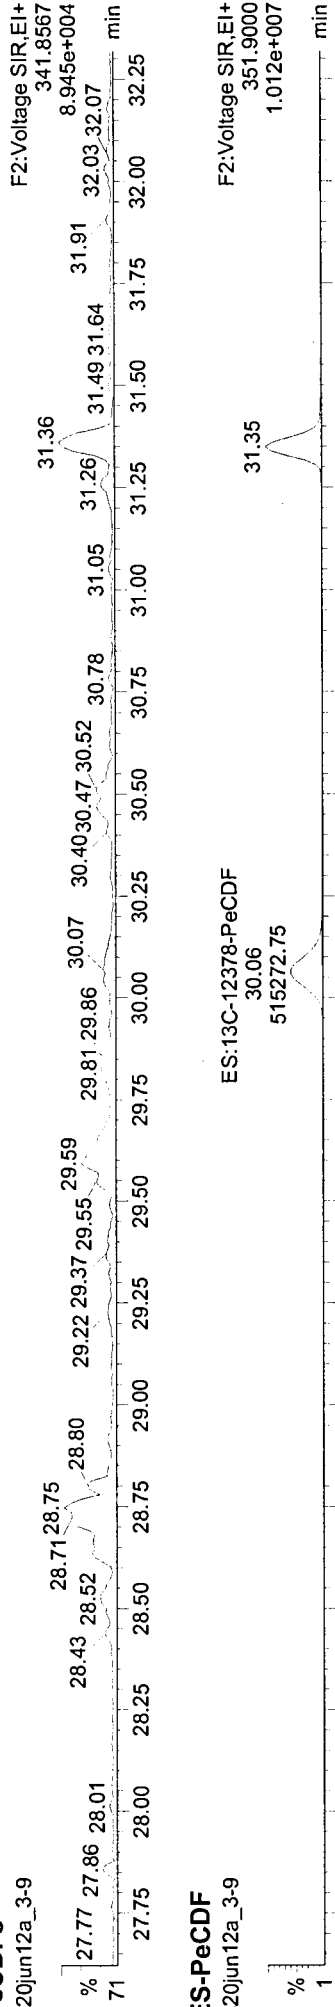 20jun12a_3-9
F2:Voltage SIR,EI+
341.8567
8.945e+004
%
71
27.77 27.86 28.01 28.43 28.52 28.71 28.75 28.80 29.22 29.37 29.55 29.59 29.81 29.86 30.07 30.40 30.47 30.52 30.78 31.05 31.26 31.36 31.49 31.64 31.91 32.03 32.07
27.75 28.00 28.25 28.50 28.75 29.00 29.25 29.50 29.75 30.00 30.25 30.50 30.75 31.00 31.25 31.50 31.75 32.00 32.25 min
S-PeCDF
20jun12a_3-9
F2:Voltage SIR,EI+
351.9000
1.012e+007
ES:13C-12378-PeCDF
30.06
515272.75
31.35
%
1
min